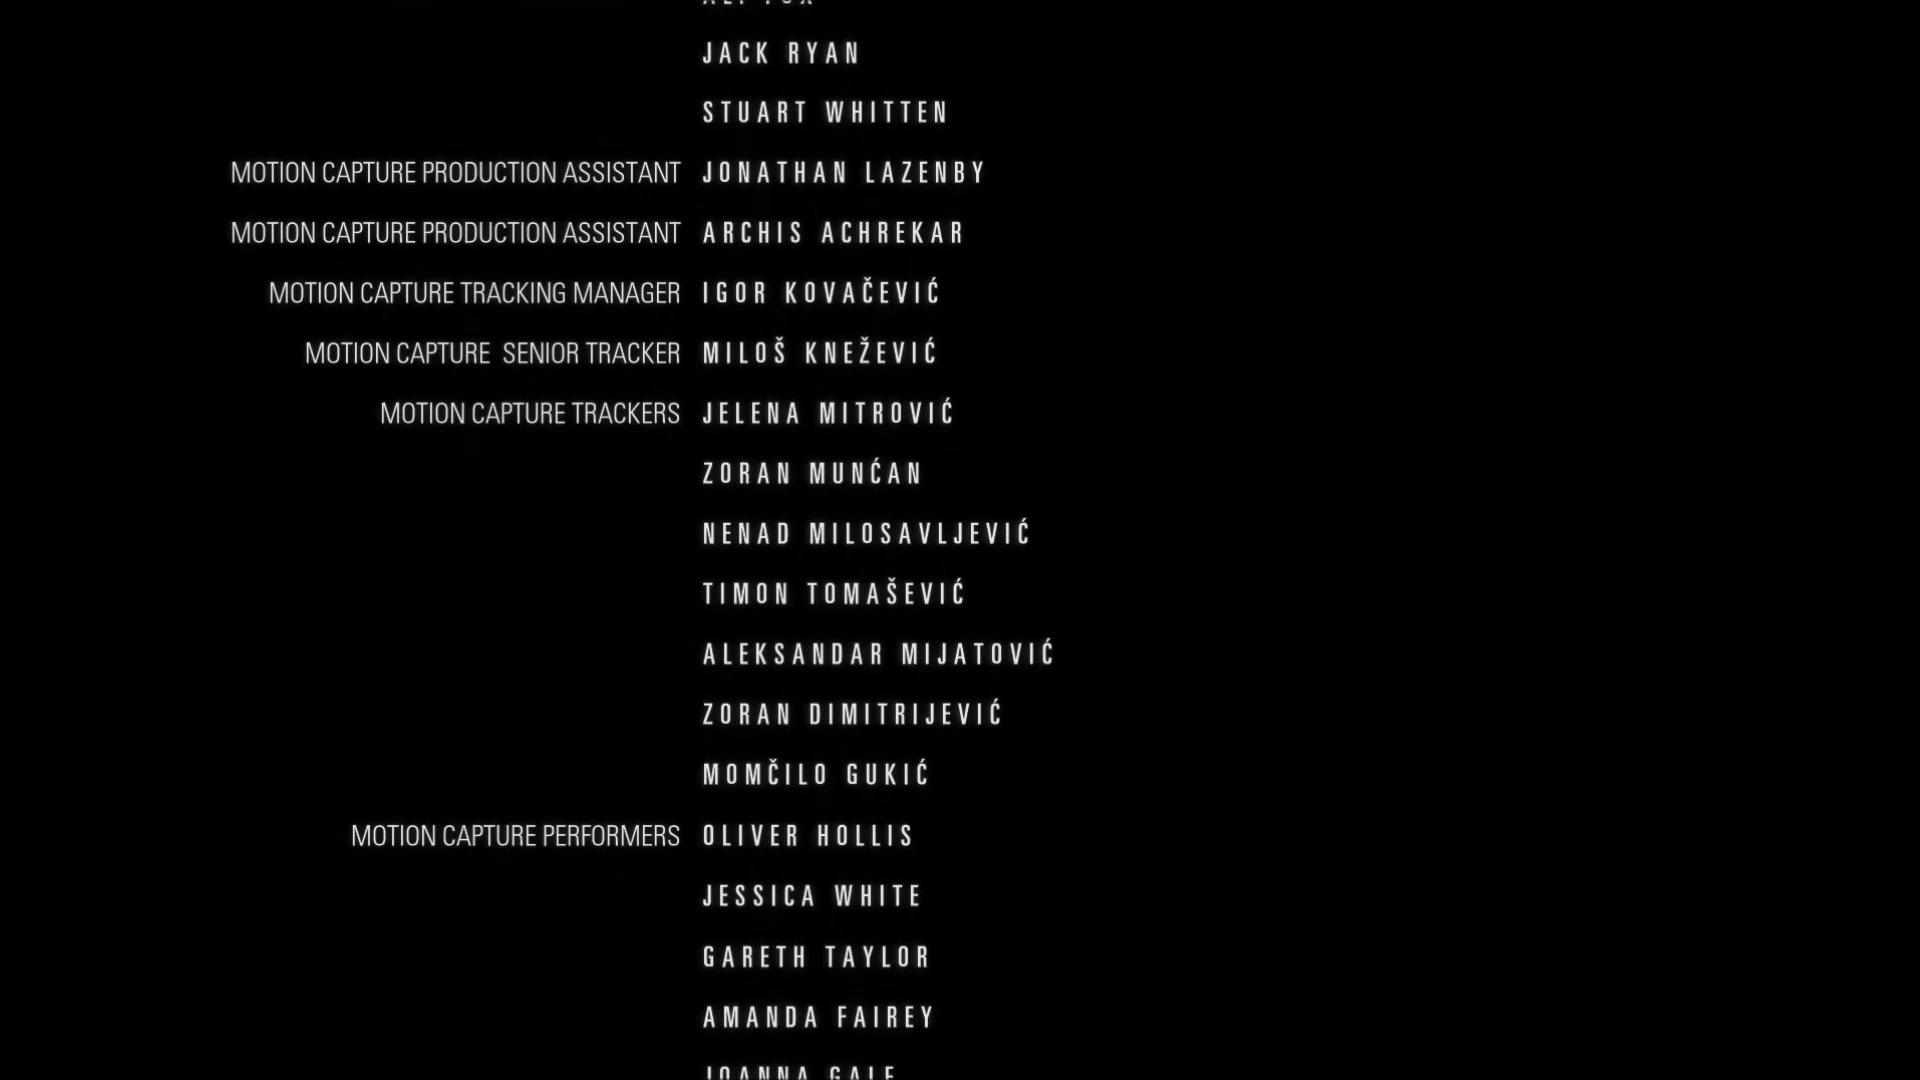 JACK RYAN
STUART WHITTEN
MOTION CAPTURE PRODUCTION ASSISTANT JONATHAN LAZENBY
MOTION CAPTURE PRODUCTION ASSISTANT ARCHIS ACHREKAR
MOTION CAPTURE TRACKING MANAGER IGOR KOVAČEVIĆ
MOTION CAPTURE SENIOR TRACKER MILOŠ KNEŽEVIĆ
MOTION CAPTURE TRACKERS JELENA MITROVIĆ
ZORAN MUNĆAN
NENAD MILOSAVLJEVIĆ
TIMON TOMAŠEVIĆ
ALEKSANDAR MIJATOVIĆ
ZORAN DIMITRIJEVIĆ
MOMČILO GUKIĆ
MOTION CAPTURE PERFORMERS OLIVER HOLLIS
JESSICA WHITE
GARETH TAYLOR
AMANDA FAIREY
JOANNA GALE